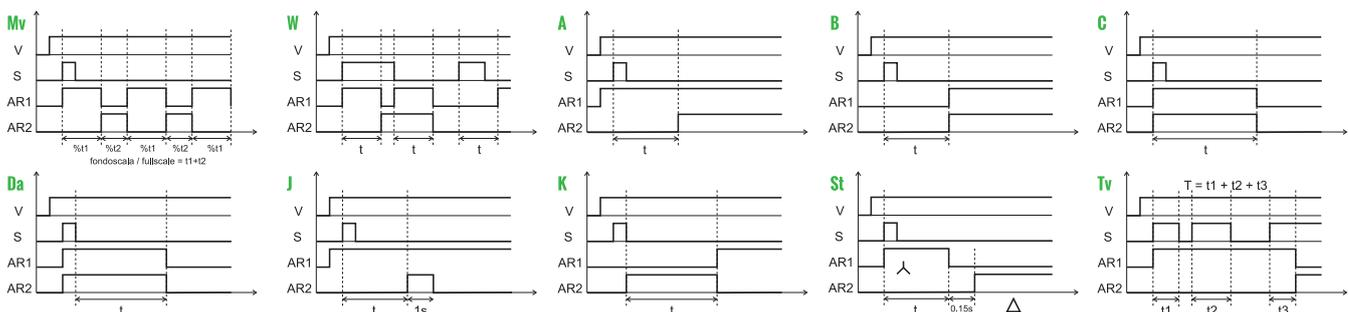 Mv
V
S
AR1
AR2
%t1 %t2 %t1 %t2 %t1
fondoscala / fullscale = t1+t2
W
V
S
AR1
AR2
t t t
A
V
S
AR1
AR2
t
B
V
S
AR1
AR2
t
C
V
S
AR1
AR2
t
Da
V
S
AR1
AR2
t
J
V
S
AR1
AR2
t 1s
K
V
S
AR1
AR2
t
St
V
S
AR1
AR2
t 0.15s
Tv
T = t1 + t2 + t3
V
S
AR1
AR2
t1 t2 t3